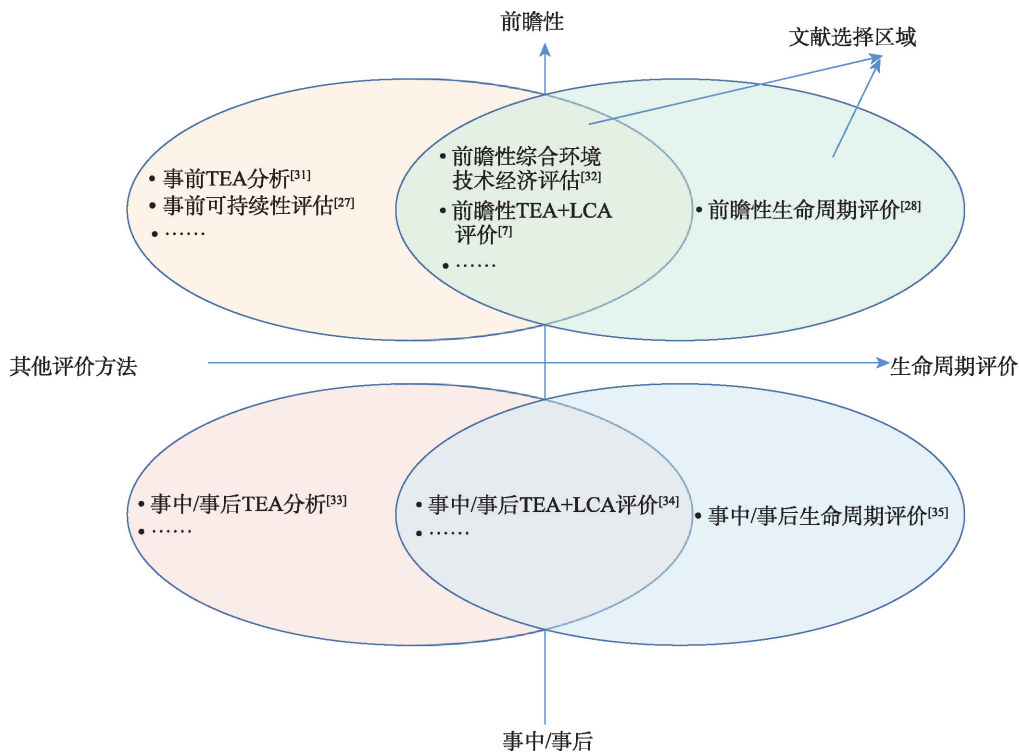 前瞻性
文献选择区域
• 事前TEA分析[31]
• 事前可持续性评估[27]
• ……
• 前瞻性综合环境
技术经济评估[32]
• 前瞻性TEA+LCA
评价[7]
• ……
• 前瞻性生命周期评价[28]
其他评价方法
生命周期评价
• 事中/事后TEA分析[33]
• ……
• 事中/事后TEA+LCA评价[34]
• ……
• 事中/事后生命周期评价[35]
事中/事后